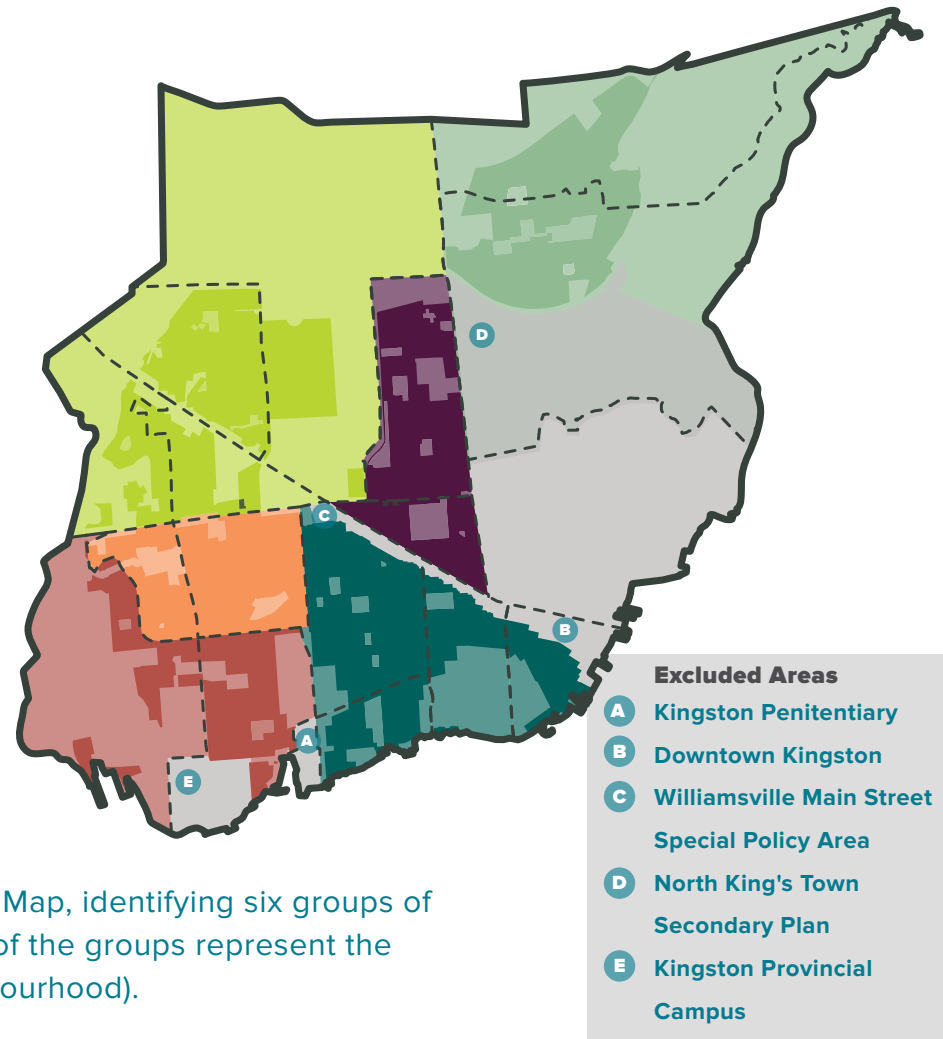 D
C
B
A
E
Excluded Areas
A Kingston Penitentiary
B Downtown Kingston
C Williamsville Main Street
Special Policy Area
D North King's Town
Secondary Plan
E Kingston Provincial
Campus
Map, identifying six groups of
of the groups represent the
ourhood).